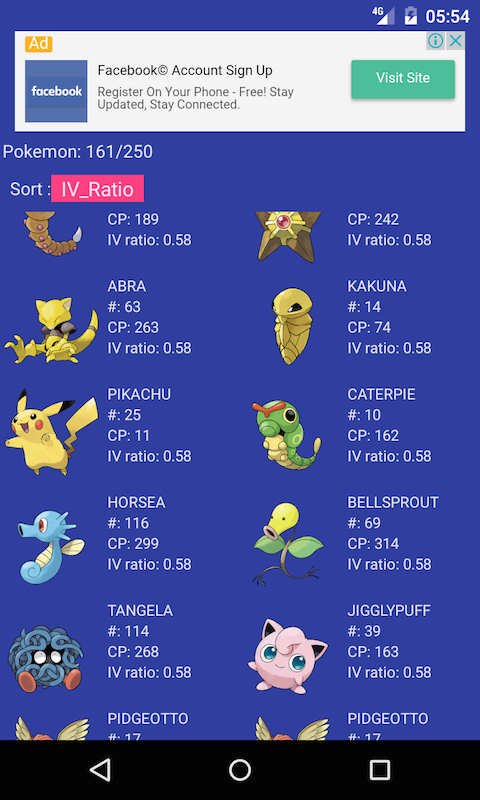 4G 05:54
Ad
facebook
Facebook© Account Sign Up
Register On Your Phone - Free! Stay
Updated, Stay Connected.
Visit Site
Pokemon: 161/250
Sort : IV_Ratio
CP: 189
IV ratio: 0.58
CP: 242
IV ratio: 0.58
ABRA
#: 63
CP: 263
IV ratio: 0.58
KAKUNA
#: 14
CP: 74
IV ratio: 0.58
PIKACHU
#: 25
CP: 11
IV ratio: 0.58
CATERPIE
#: 10
CP: 162
IV ratio: 0.58
HORSEA
#: 116
CP: 299
IV ratio: 0.58
BELLSPROUT
#: 69
CP: 314
IV ratio: 0.58
TANGELA
#: 114
CP: 268
IV ratio: 0.58
JIGGLYPUFF
#: 39
CP: 163
IV ratio: 0.58
PIDGEOTTO
#: 17
PIDGEOTTO
#: 17